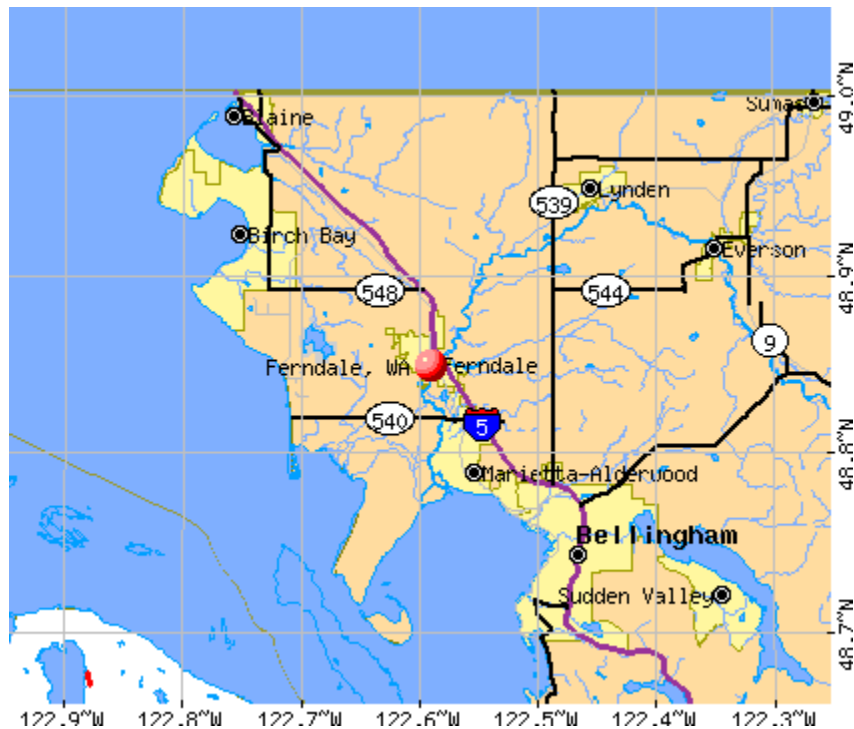 49.0~N
Sumas
Blaine
Lynden
539
Birch Bay
Everson
48.9~N
548
544
9
Ferndale, WA
Ferndale
540
5
48.8~N
Marietta-Alderwood
Bellingham
Sudden Valley
48.7~N
122.9~W 122.8~W 122.7~W 122.6~W 122.5~W 122.4~W 122.3~W